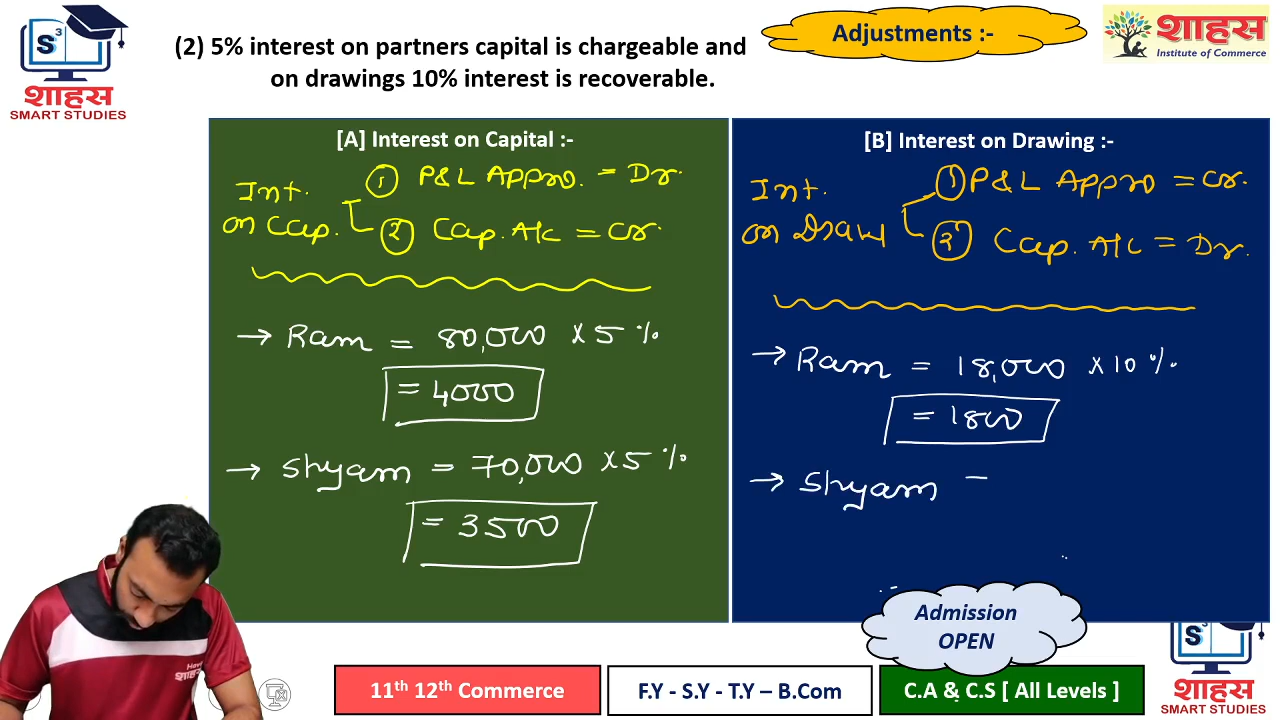 S³
शाहस
SMART STUDIES
(2) 5% interest on partners capital is chargeable and
on drawings 10% interest is recoverable.
Adjustments :-
शाहस
Institute of Commerce
[A] Interest on Capital :-
Int.
on Cap.
① P&L Appro. = Dr.
② Cap. A/c = Cr.
→ Ram = 80,000 × 5 %
= 4000
→ Shyam = 70,000 × 5 %
= 3500
[B] Interest on Drawing :-
Int.
on Draw
① P&L Appro = Cr.
② Cap. A/c = Dr.
→ Ram = 18,000 × 10 %
= 1800
→ Shyam =
Admission
OPEN
शाहस
11th 12th Commerce
F.Y - S.Y - T.Y – B.Com
C.A & C.S [ All Levels ]
S³
शाहस
SMART STUDIES